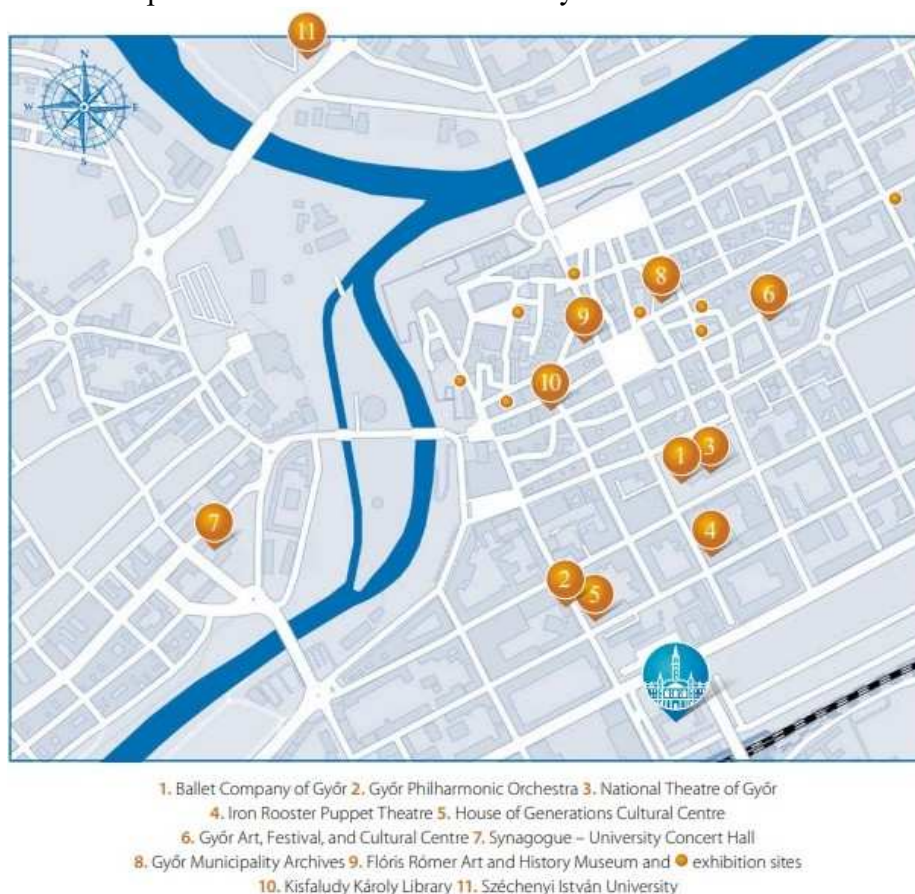 11
N
W E
S
8
6
9
10
3
1
4
7
2
5
1. Ballet Company of Győr 2. Győr Philharmonic Orchestra 3. National Theatre of Győr
4. Iron Rooster Puppet Theatre 5. House of Generations Cultural Centre
6. Győr Art, Festival, and Cultural Centre 7. Synagogue – University Concert Hall
8. Győr Municipality Archives 9. Flóris Rómer Art and History Museum and exhibition sites
10. Kisfaludy Károly Library 11. Széchenyi István University